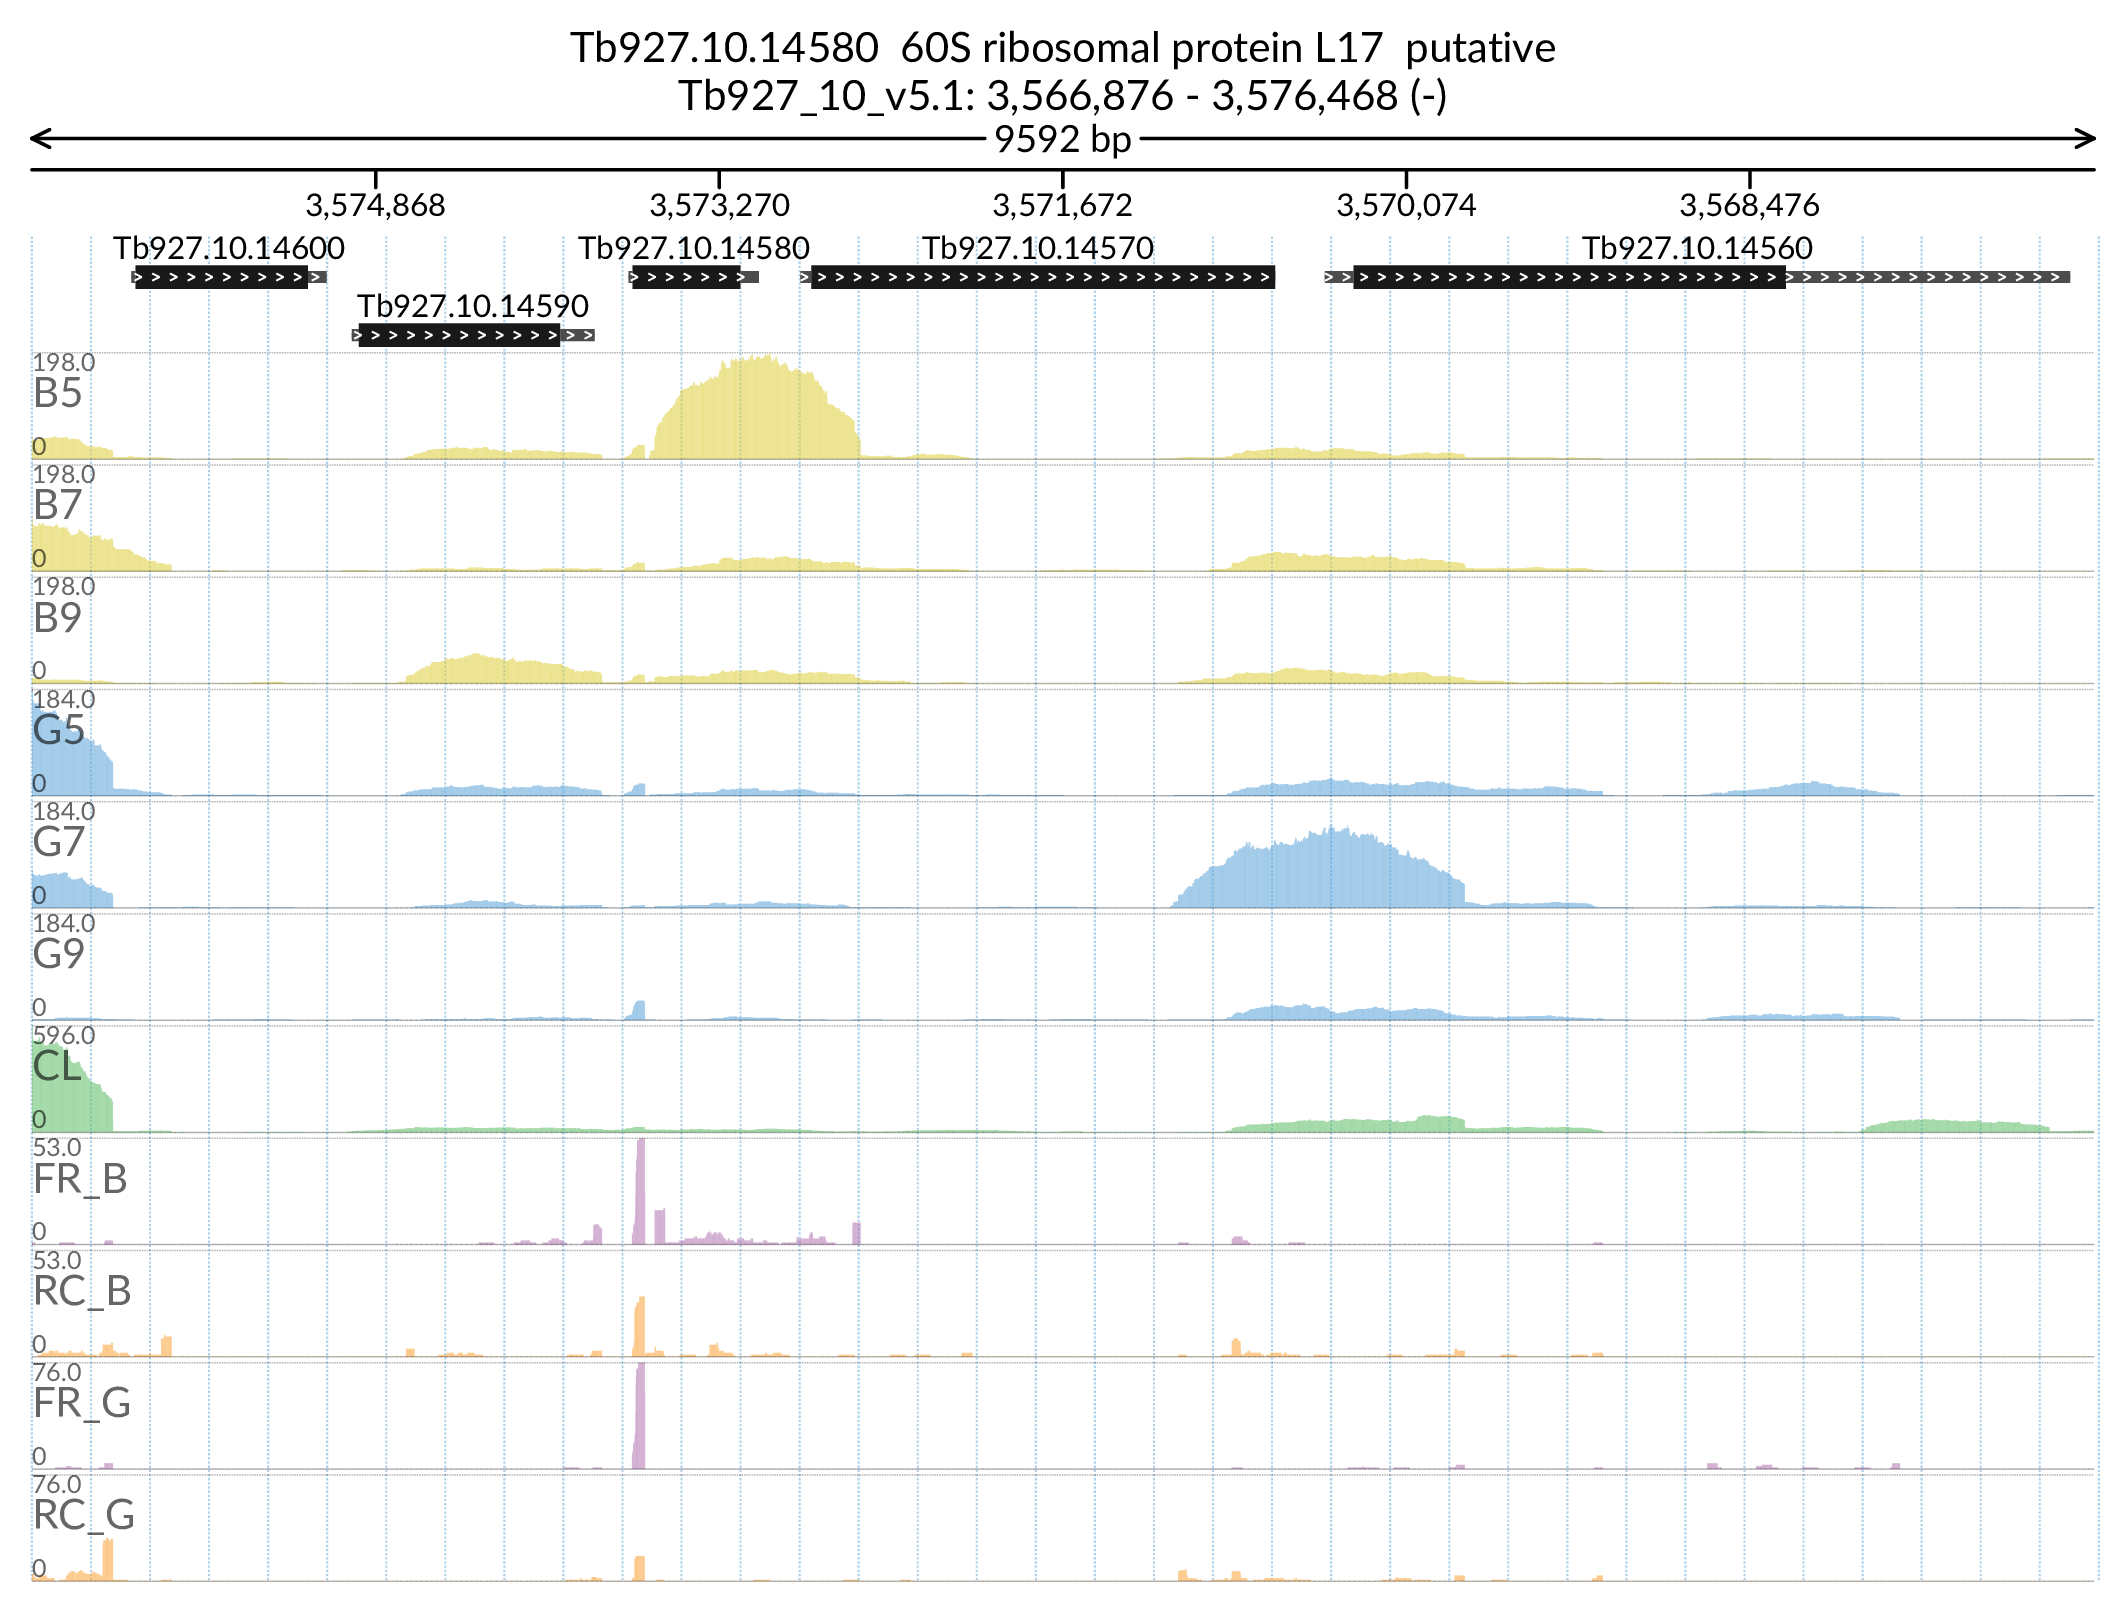 Tb927.10.14580  60S ribosomal protein L17  putative
Tb927_10_v5.1: 3,566,876 - 3,576,468 (-)
9592 bp
3,574,868 3,573,270 3,571,672 3,570,074 3,568,476
Tb927.10.14600 Tb927.10.14580 Tb927.10.14570 Tb927.10.14560
Tb927.10.14590
198.0
B5
0
198.0
B7
0
198.0
B9
0
184.0
G5
0
184.0
G7
0
184.0
G9
0
596.0
CL
0
53.0
FR_B
0
53.0
RC_B
0
76.0
FR_G
0
76.0
RC_G
0